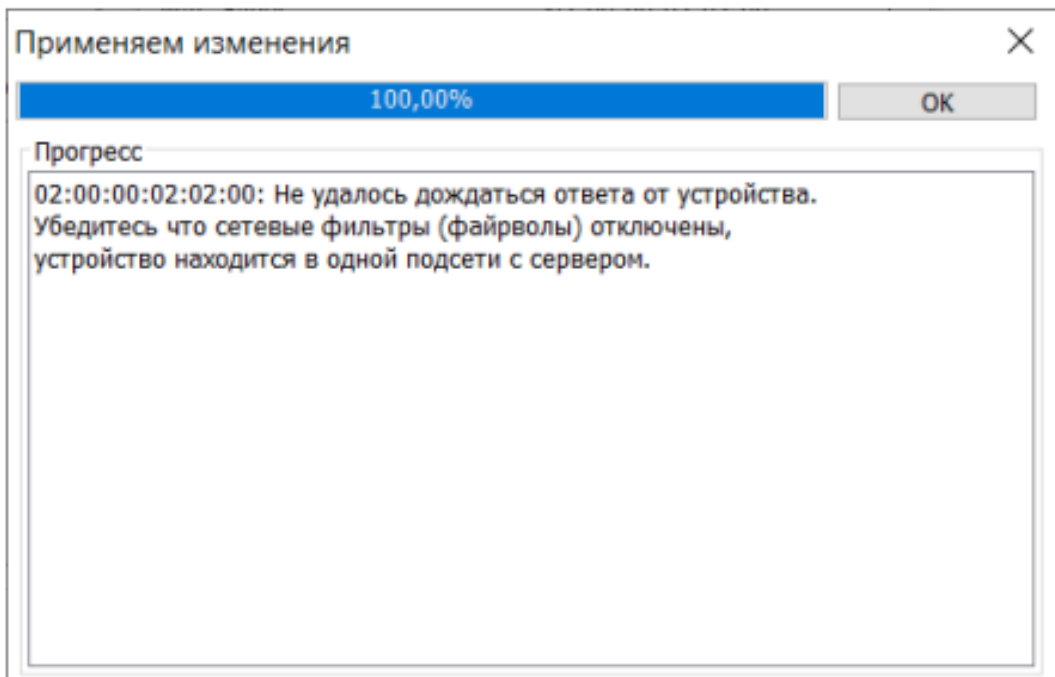 Применяем изменения
100,00%
OK
Прогресс
02:00:00:02:02:00: Не удалось дождаться ответа от устройства.
Убедитесь что сетевые фильтры (файрволы) отключены,
устройство находится в одной подсети с сервером.